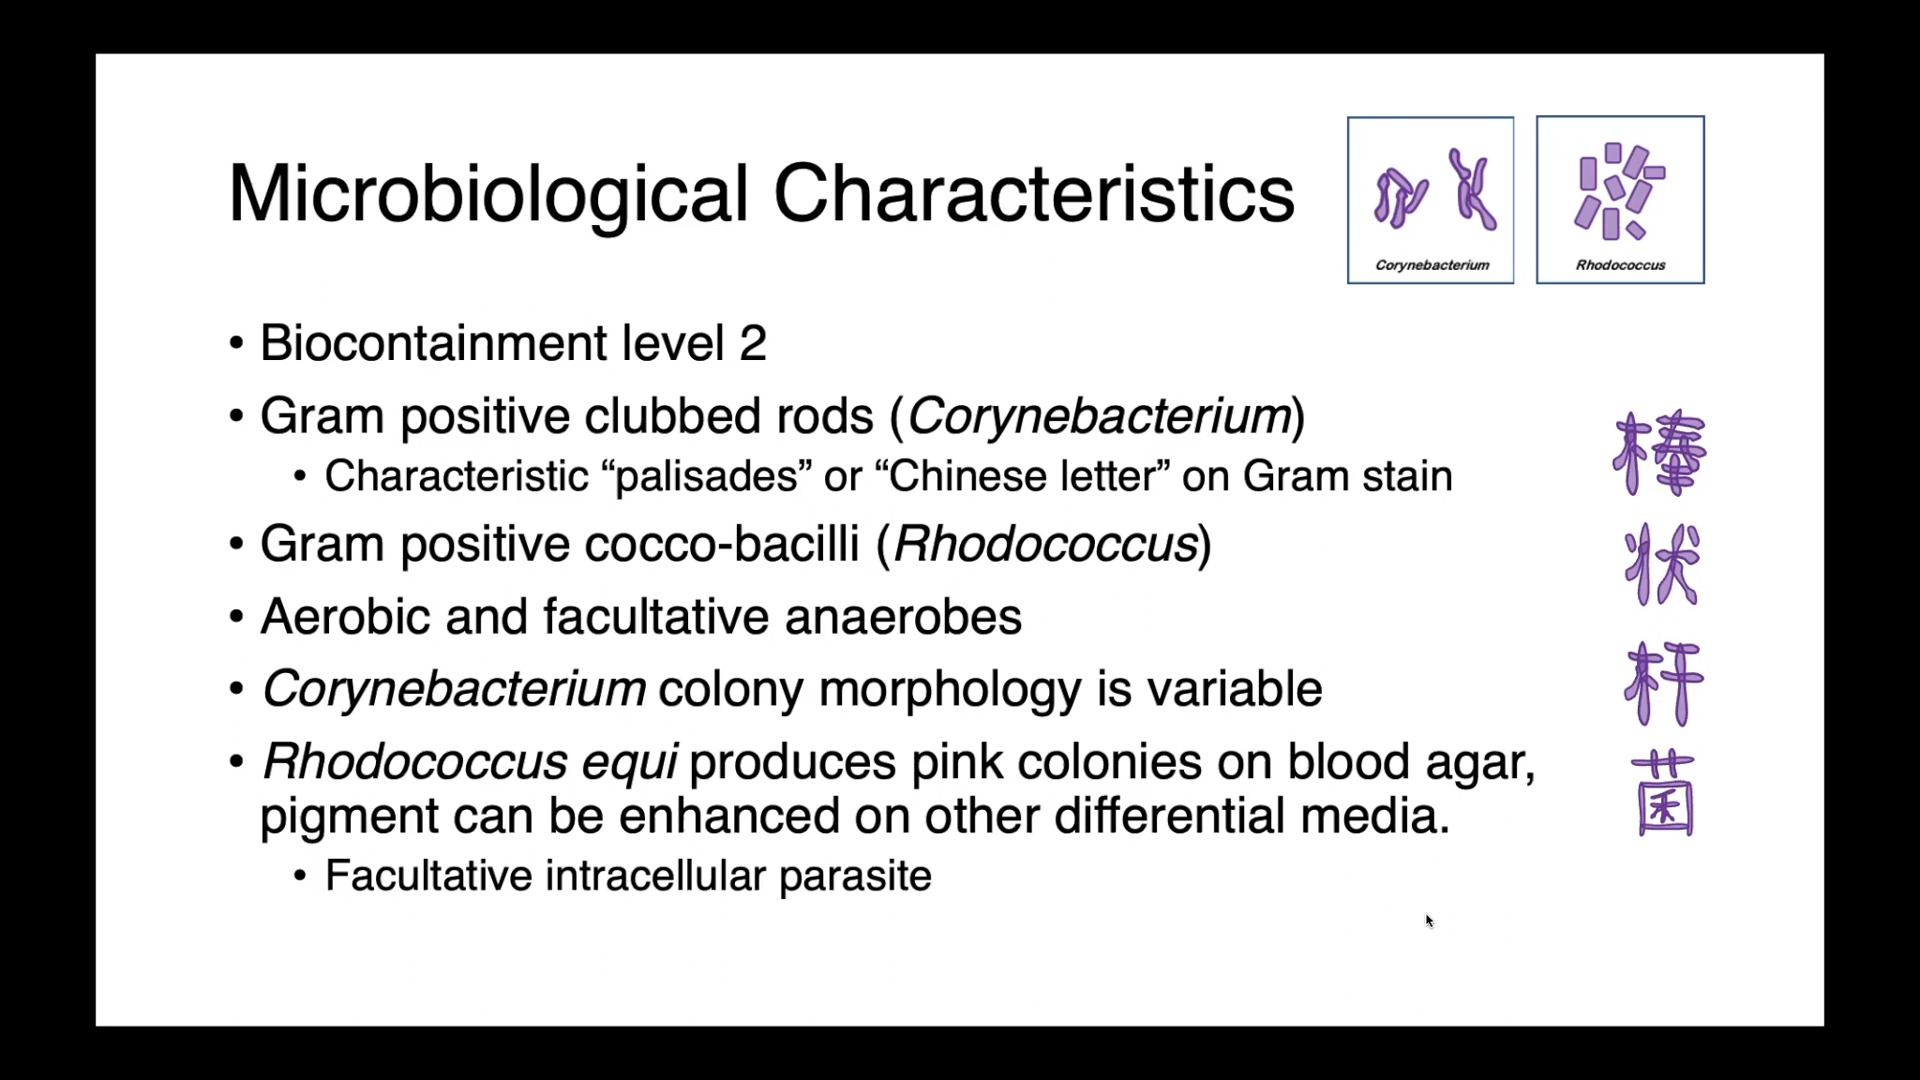 Microbiological Characteristics
Corynebacterium
Rhodococcus
• Biocontainment level 2
• Gram positive clubbed rods (Corynebacterium)
• Characteristic “palisades” or “Chinese letter” on Gram stain
• Gram positive cocco-bacilli (Rhodococcus)
• Aerobic and facultative anaerobes
• Corynebacterium colony morphology is variable
• Rhodococcus equi produces pink colonies on blood agar,
pigment can be enhanced on other differential media.
• Facultative intracellular parasite
棒
状
杆
菌